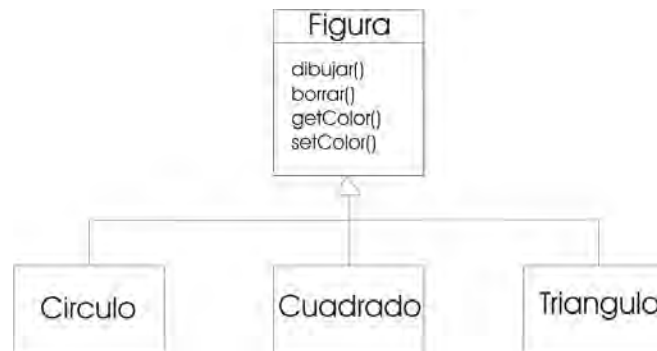 Figura
dibujar()
borrar()
getColor()
setColor()
Circulo
Cuadrado
Triangulo